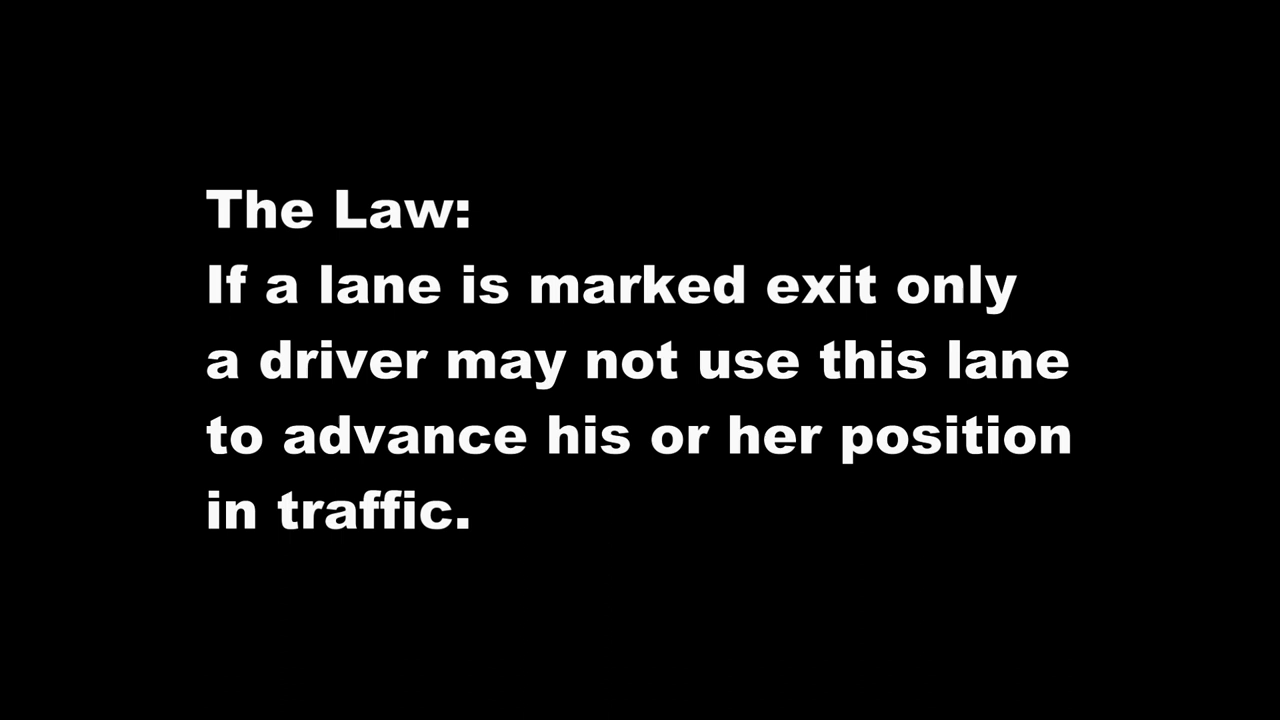 The Law:
If a lane is marked exit only
a driver may not use this lane
to advance his or her position
in traffic.